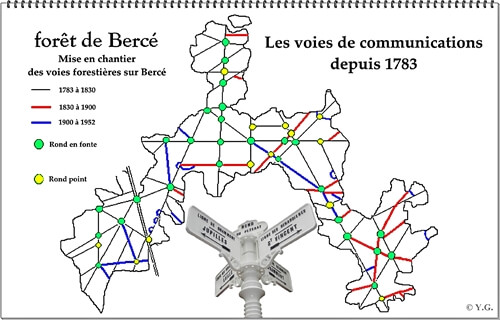 forêt de Bercé
Mise en chantier
des voies forestières sur Bercé
1783 à 1830
1830 à 1900
1900 à 1952
Rond en fonte
Rond point
Les voies de communications
depuis 1783
JUPILLES
ROND
ST VINCENT
© Y.G.